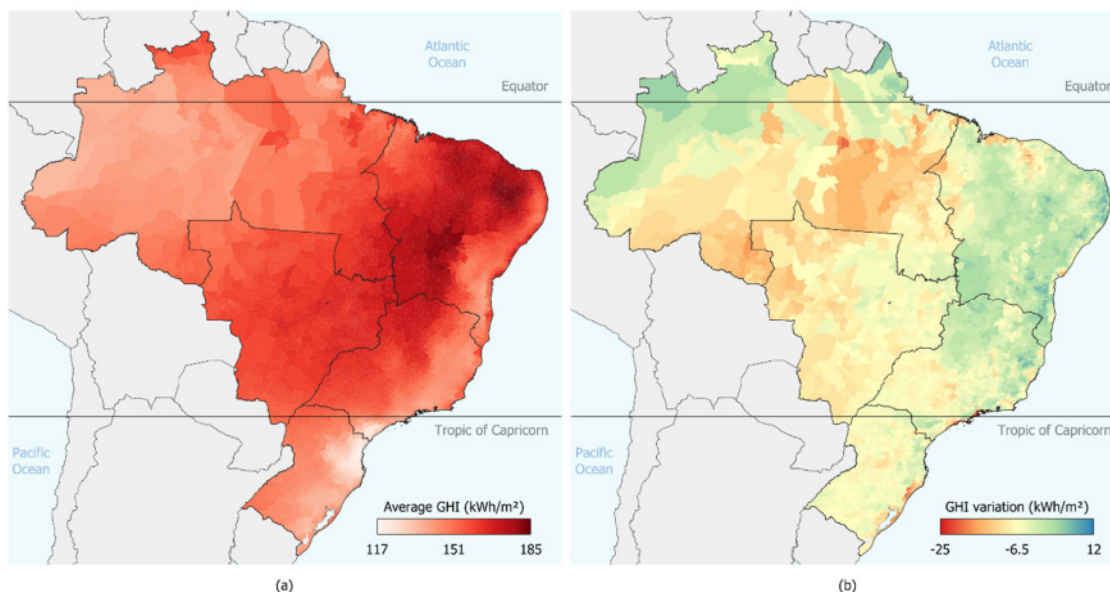 Atlantic
Ocean
Equator
Tropic of Capricorn
Pacific
Ocean
Average GHI (kWh/m²)
117 151 185
(a)
Atlantic
Ocean
Equator
Tropic of Capricorn
Pacific
Ocean
GHI variation (kWh/m²)
-25 -6.5 12
(b)